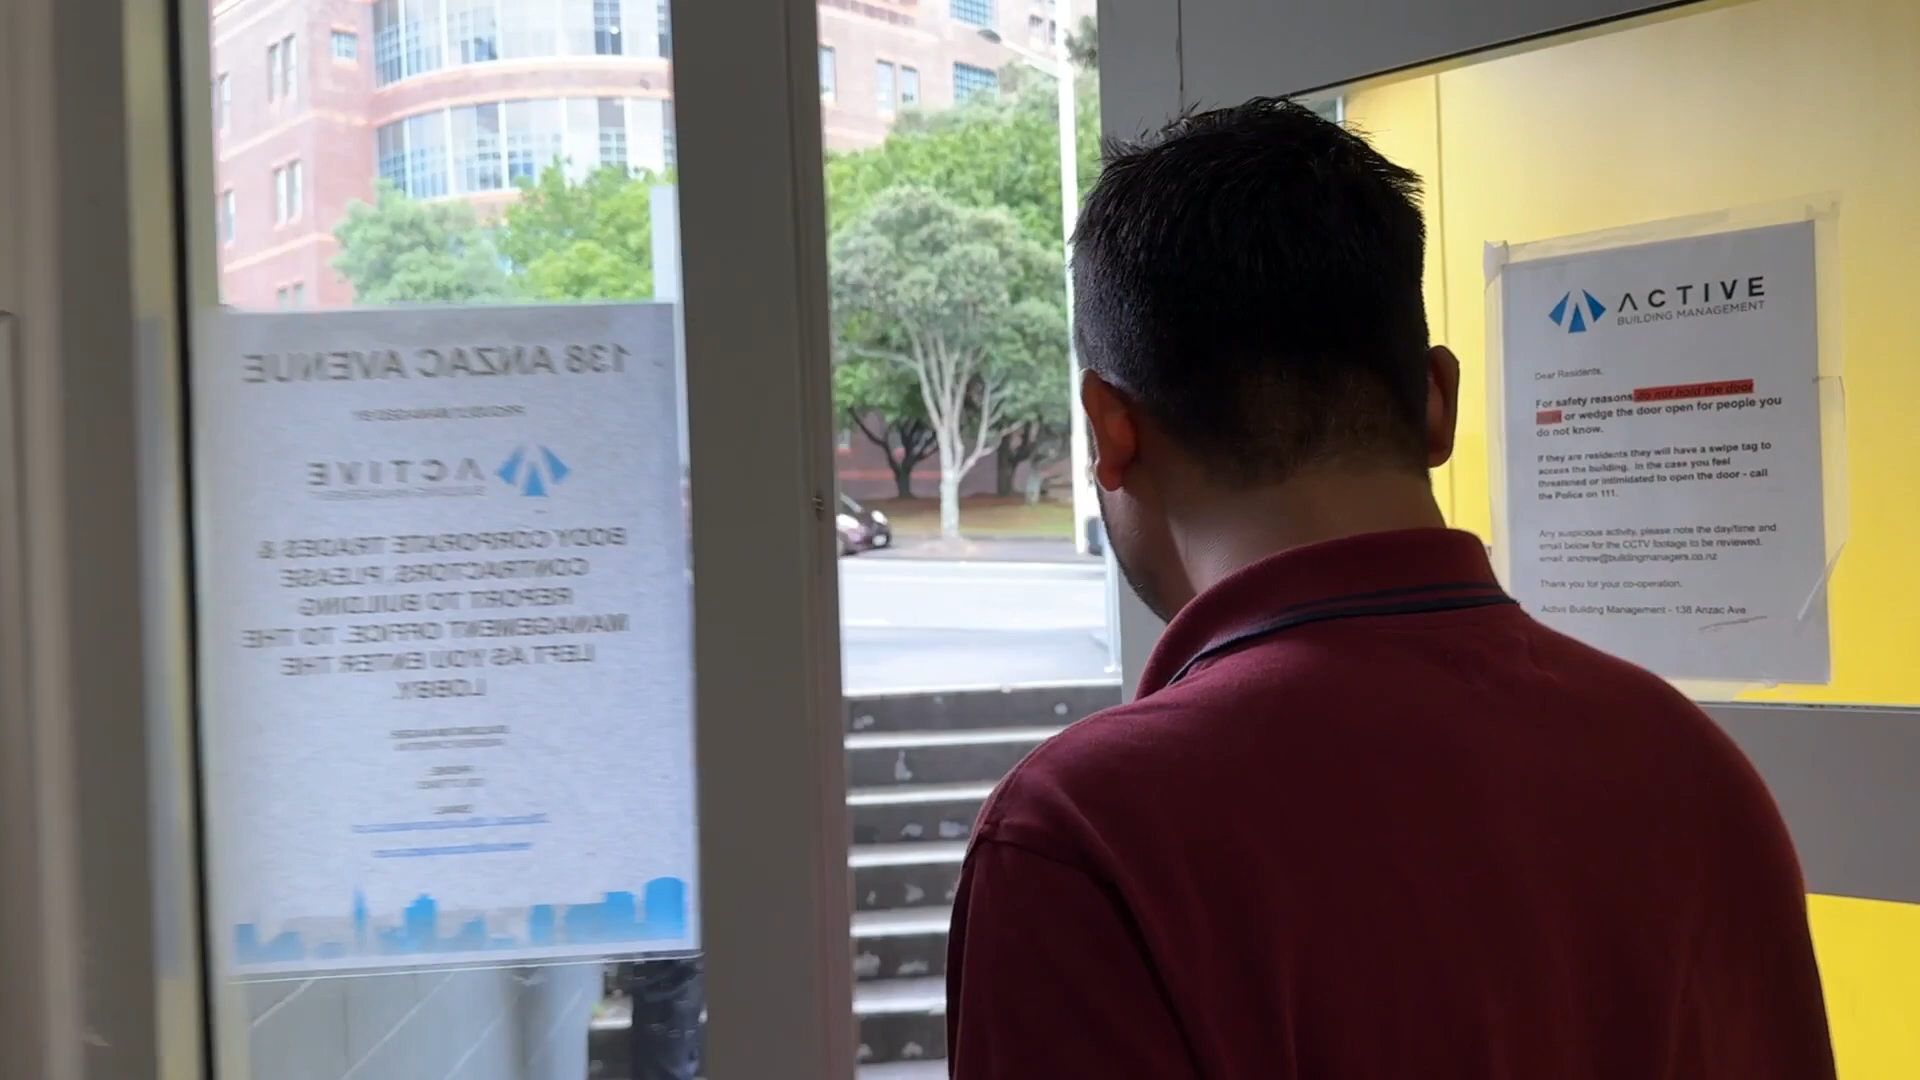 138 ANZAC AVENUE
PROUDLY MANAGED BY
ACTIVE
BODY CORPORATE TRADES &
CONTRACTORS, PLEASE
REPORT TO BUILDING
MANAGEMENT OFFICE, TO THE
LEFT AS YOU ENTER THE
LOBBY.
ACTIVE
BUILDING MANAGEMENT
Dear Residents,
For safety reasons do not hold the door
or wedge the door open for people you
do not know.
If they are residents they will have a swipe tag to
access the building. In the case you feel
threatened or intimidated to open the door - call
the Police on 111.
Any suspicious activity, please note the day/time and
email below for the CCTV footage to be reviewed.
email: andrew@buildingmanagers.co.nz
Thank you for your co-operation,
Active Building Management - 138 Anzac Ave